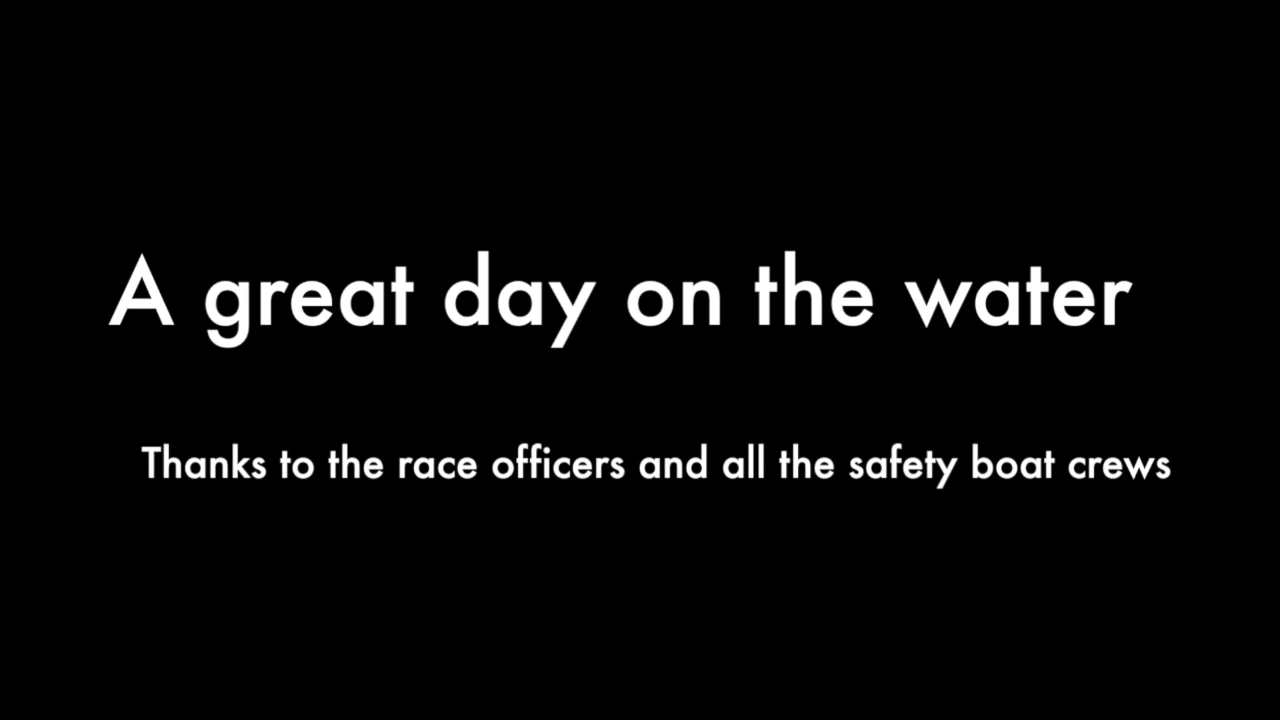 A great day on the water
Thanks to the race officers and all the safety boat crews